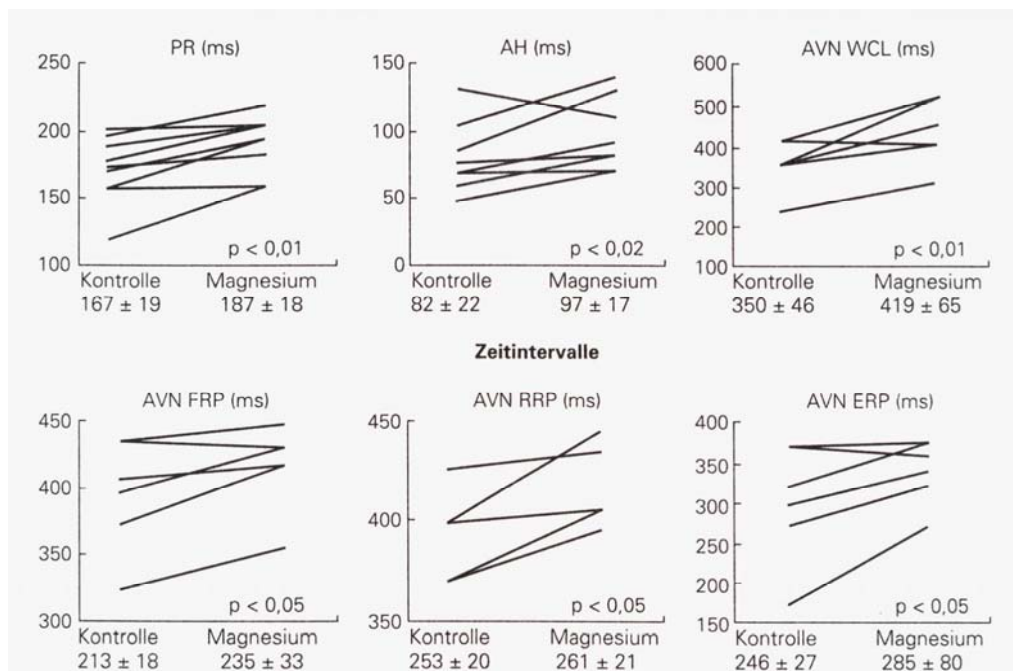 PR (ms)
250
200
150
100
p < 0,01
Kontrolle Magnesium
167 ± 19 187 ± 18
AH (ms)
150
100
50
0
p < 0,02
Kontrolle Magnesium
82 ± 22 97 ± 17
AVN WCL (ms)
600
500
400
300
200
100
p < 0,01
Kontrolle Magnesium
350 ± 46 419 ± 65
Zeitintervalle
AVN FRP (ms)
450
400
350
300
p < 0,05
Kontrolle Magnesium
213 ± 18 235 ± 33
AVN RRP (ms)
450
400
350
p < 0,05
Kontrolle Magnesium
253 ± 20 261 ± 21
AVN ERP (ms)
400
350
300
250
200
150
p < 0,05
Kontrolle Magnesium
246 ± 27 285 ± 80